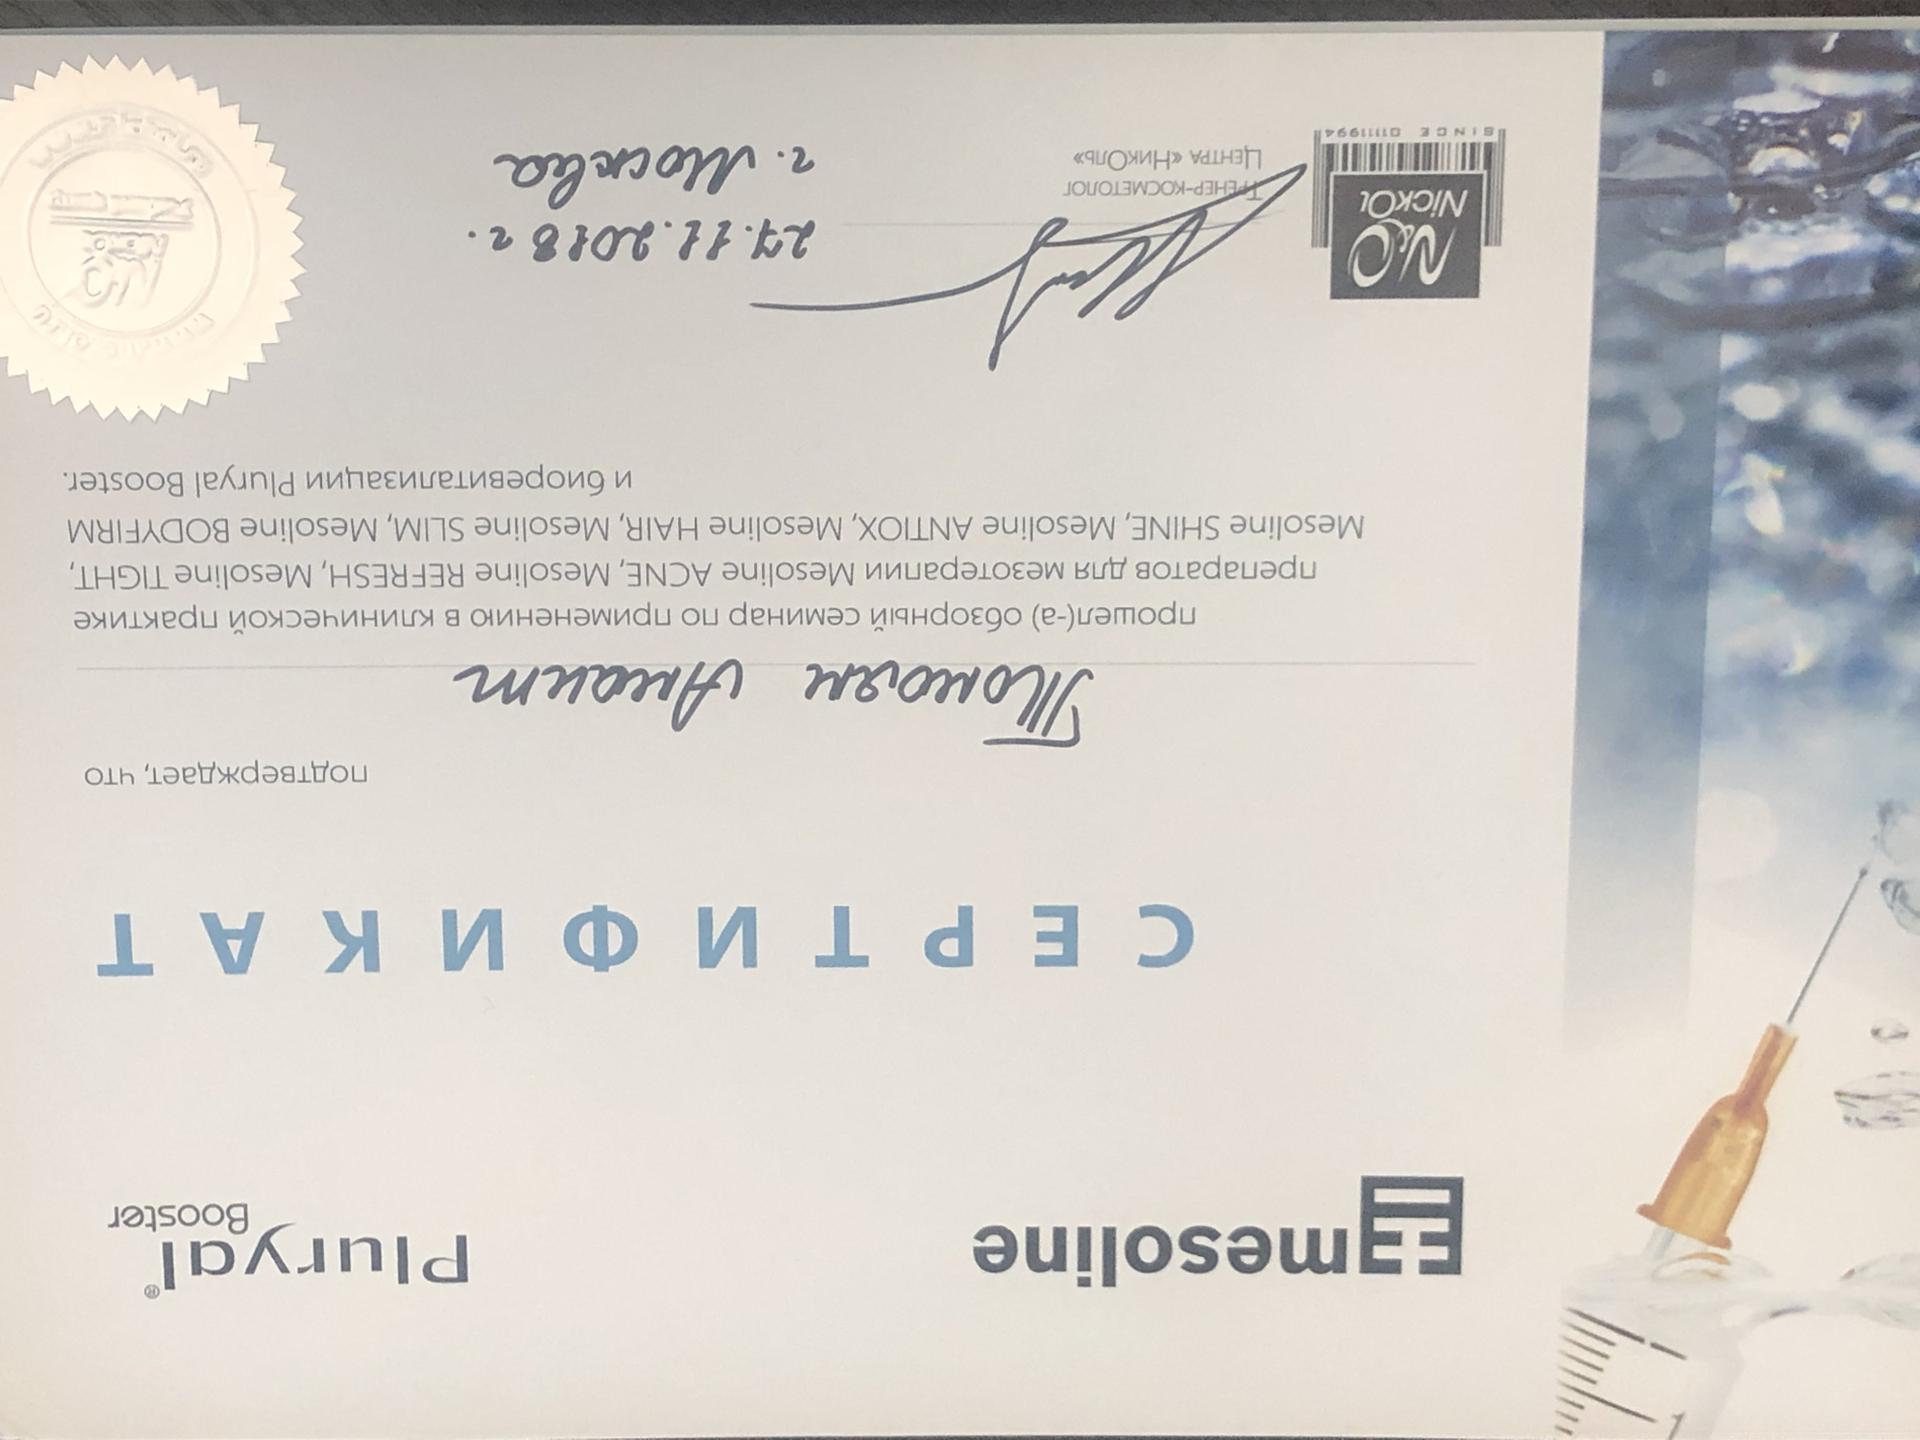 mesoline
Pluryal®
Booster
СЕРТИФИКАТ
подтверждает, что
Тоноян Анаит
прошел(-а) обзорный семинар по применению в клинической практике
препаратов для мезотерапии Mesoline ACNE, Mesoline REFRESH, Mesoline TIGHT,
Mesoline SHINE, Mesoline ANTIOX, Mesoline HAIR, Mesoline SLIM, Mesoline BODYFIRM
и биоревитализации Pluryal Booster.
N&O
NICKOL
SINCE 01111994
Тренер-косметолог
Центра «НикОль»
27.11.2018 г.
г. Москва
1